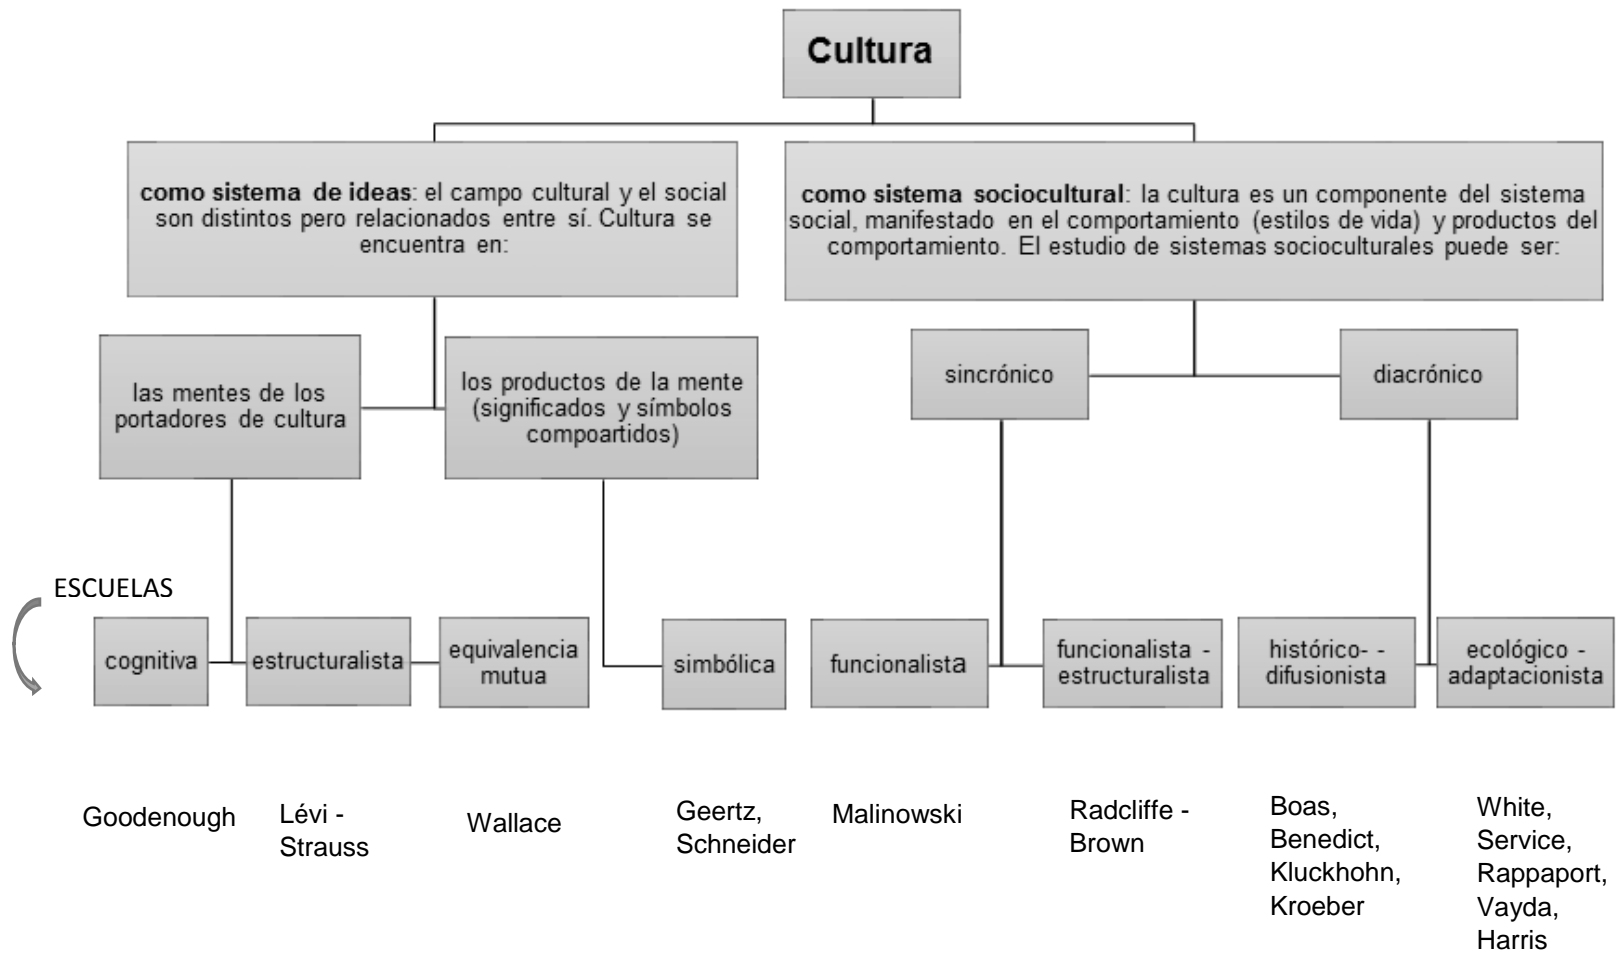 Cultura
como sistema de ideas: el campo cultural y el social
son distintos pero relacionados entre sí. Cultura se
encuentra en:
como sistema sociocultural: la cultura es un componente del sistema
social, manifestado en el comportamiento (estilos de vida) y productos del
comportamiento. El estudio de sistemas socioculturales puede ser:
las mentes de los
portadores de cultura
los productos de la mente
(significados y símbolos
compoartidos)
sincrónico
diacrónico
ESCUELAS
cognitiva
estructuralista
equivalencia
mutua
simbólica
funcionalista
funcionalista -
estructuralista
histórico- -
difusionista
ecológico -
adaptacionista
Goodenough
Lévi -
Strauss
Wallace
Geertz,
Schneider
Malinowski
Radcliffe -
Brown
Boas,
Benedict,
Kluckhohn,
Kroeber
White,
Service,
Rappaport,
Vayda,
Harris